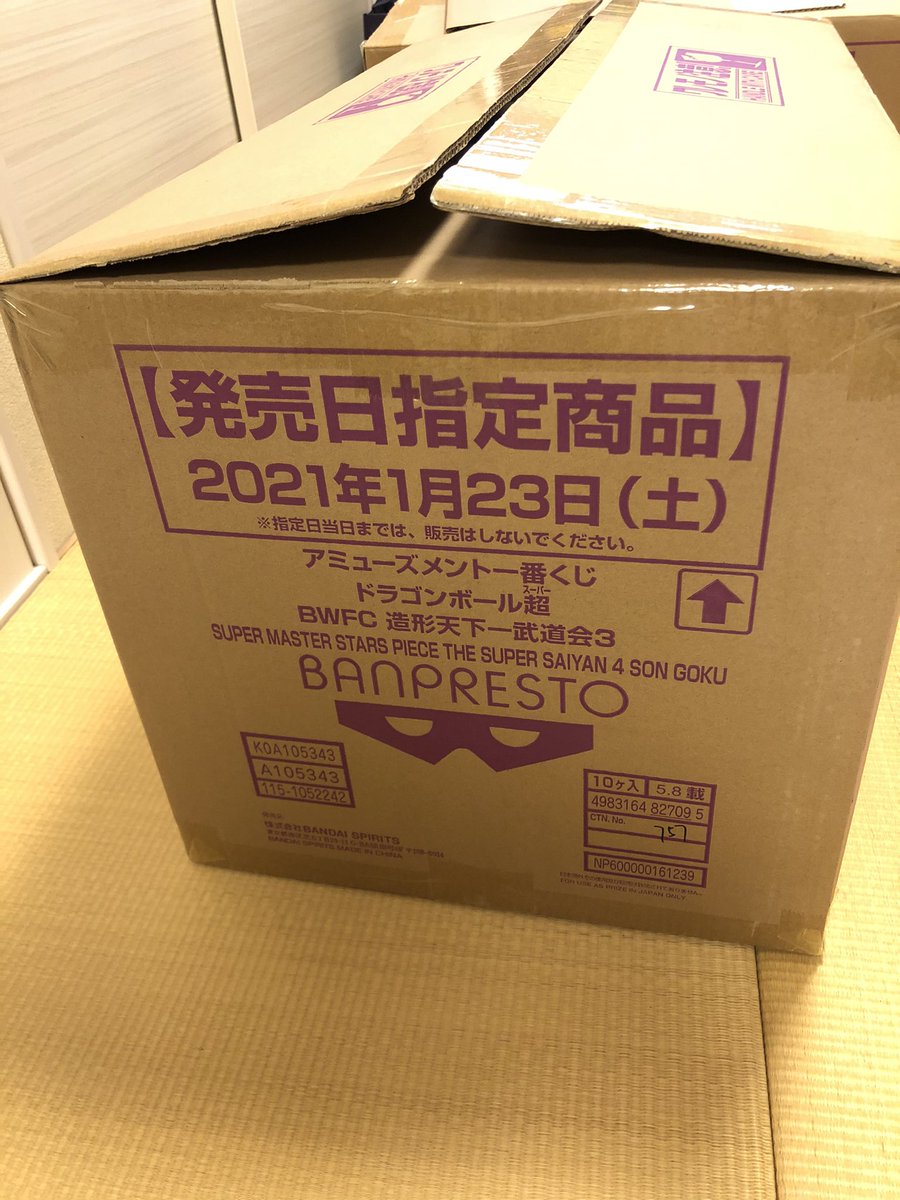 【発売日指定商品】
2021年1月23日(土)
※指定日当日までは、販売はしないでください。
アミューズメント一番くじ
スーパー
ドラゴンボール超
BWFC 造形天下一武道会3
SUPER MASTER STARS PIECE THE SUPER SAIYAN 4 SON GOKU
BANPRESTO
K0A105343
A105343
115-1052242
株式会社BANDAI SPIRITS
BANDAI SPIRITS MADE IN CHINA
10ヶ入 5.8 載
4983164 82709 5
CTN. No.
757
NP600000161239
FOR USE AS PRIZE IN JAPAN ONLY